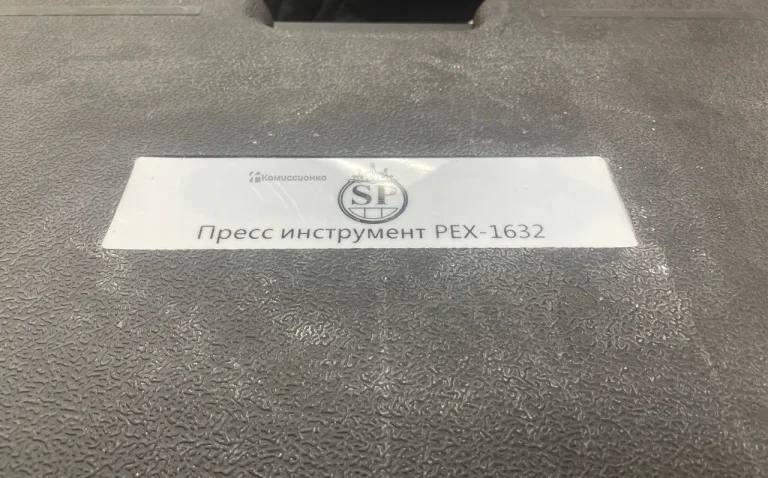 Комиссионка
SP
Пресс инструмент PEX-1632